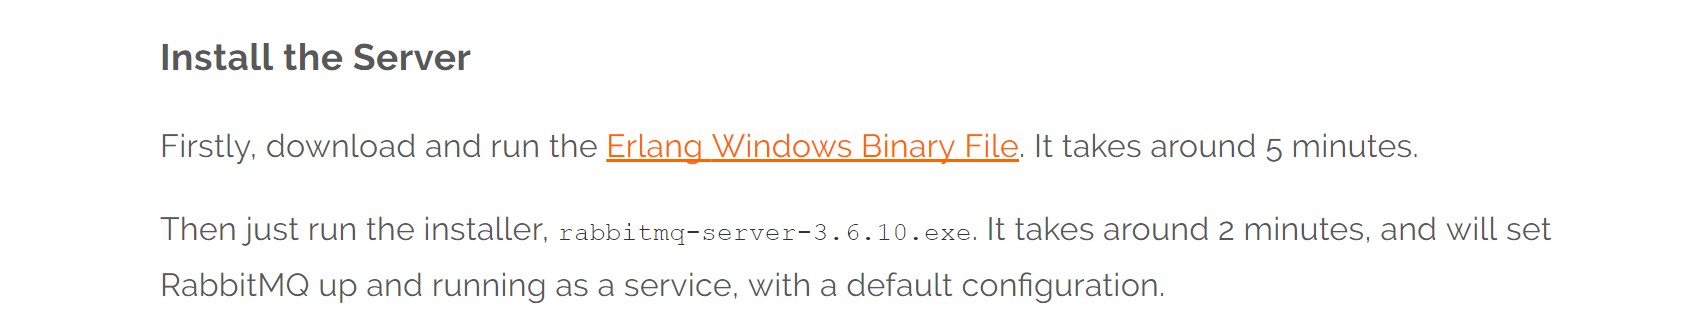 Install the Server
Firstly, download and run the Erlang Windows Binary File. It takes around 5 minutes.
Then just run the installer, rabbitmq-server-3.6.10.exe. It takes around 2 minutes, and will set
RabbitMQ up and running as a service, with a default configuration.